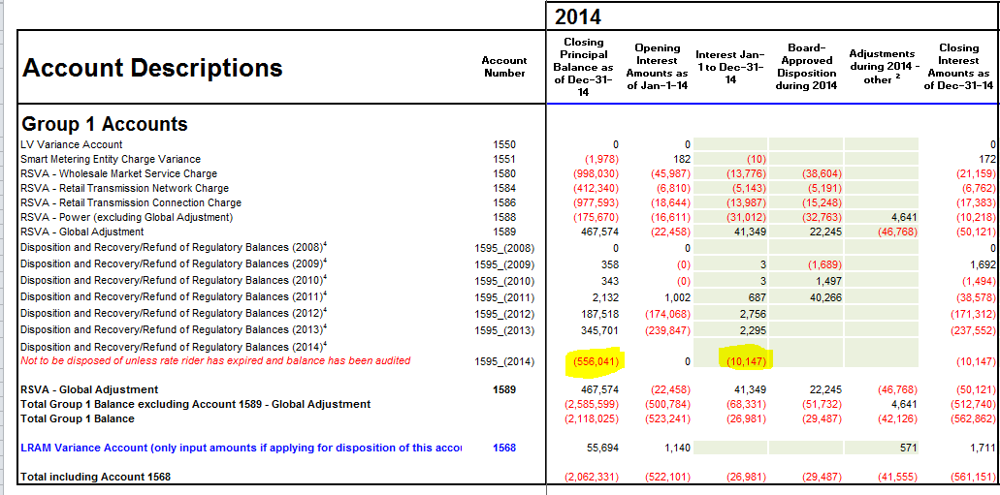 2014
Account Descriptions Account Number Closing Principal Balance as of Dec-31-14 Opening Interest Amounts as of Jan-1-14 Interest Jan-1 to Dec-31-14 Board-Approved Disposition during 2014 Adjustments during 2014 - other 2 Closing Interest Amounts as of Dec-31-14
Group 1 Accounts
LV Variance Account 1550 0 0 0
Smart Metering Entity Charge Variance 1551 (1,978) 182 (10) 172
RSVA - Wholesale Market Service Charge 1580 (998,030) (45,987) (13,776) (38,604) (21,159)
RSVA - Retail Transmission Network Charge 1584 (412,340) (6,810) (5,143) (5,191) (6,762)
RSVA - Retail Transmission Connection Charge 1586 (977,593) (18,644) (13,987) (15,248) (17,383)
RSVA - Power (excluding Global Adjustment) 1588 (175,670) (16,611) (31,012) (32,763) 4,641 (10,218)
RSVA - Global Adjustment 1589 467,574 (22,458) 41,349 22,245 (46,768) (50,121)
Disposition and Recovery/Refund of Regulatory Balances (2008)4 1595_(2008) 0 0 0
Disposition and Recovery/Refund of Regulatory Balances (2009)4 1595_(2009) 358 (0) 3 (1,689) 1,692
Disposition and Recovery/Refund of Regulatory Balances (2010)4 1595_(2010) 343 (0) 3 1,497 (1,494)
Disposition and Recovery/Refund of Regulatory Balances (2011)4 1595_(2011) 2,132 1,002 687 40,266 (38,578)
Disposition and Recovery/Refund of Regulatory Balances (2012)4 1595_(2012) 187,518 (174,068) 2,756 (171,312)
Disposition and Recovery/Refund of Regulatory Balances (2013)4 1595_(2013) 345,701 (239,847) 2,295 (237,552)
Disposition and Recovery/Refund of Regulatory Balances (2014)4
Not to be disposed of unless rate rider has expired and balance has been audited 1595_(2014) (556,041) 0 (10,147) (10,147)
RSVA - Global Adjustment 1589 467,574 (22,458) 41,349 22,245 (46,768) (50,121)
Total Group 1 Balance excluding Account 1589 - Global Adjustment (2,585,599) (500,784) (68,331) (51,732) 4,641 (512,740)
Total Group 1 Balance (2,118,025) (523,241) (26,981) (29,487) (42,126) (562,862)
LRAM Variance Account (only input amounts if applying for disposition of this accou 1568 55,694 1,140 571 1,711
Total including Account 1568 (2,062,331) (522,101) (26,981) (29,487) (41,555) (561,151)